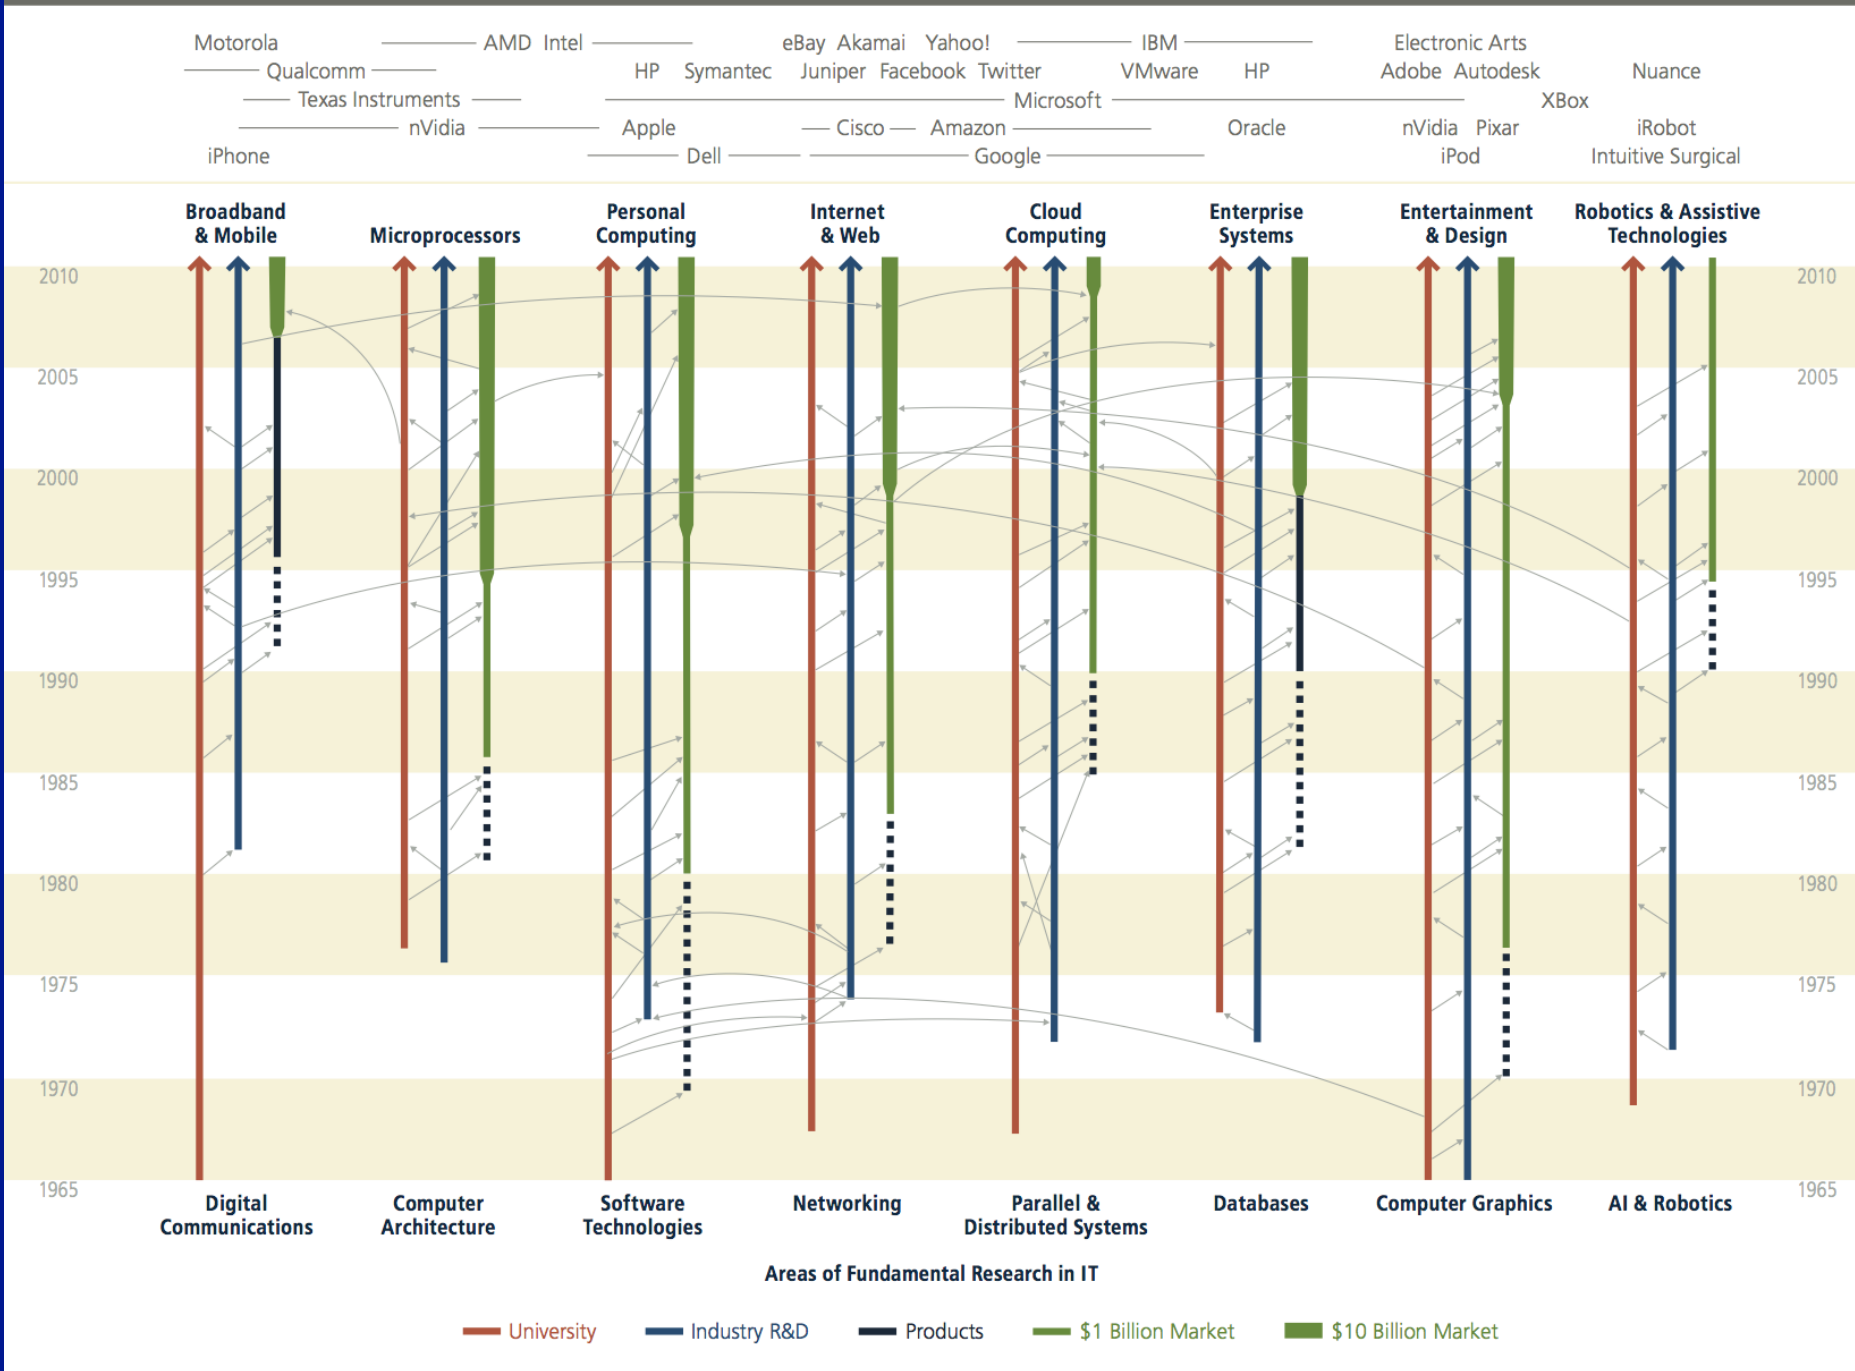 Motorola AMD Intel eBay Akamai Yahoo! IBM Electronic Arts
Qualcomm HP Symantec Juniper Facebook Twitter VMware HP Adobe Autodesk Nuance
Texas Instruments Microsoft XBox
nVidia Apple Cisco Amazon Oracle nVidia Pixar iRobot
iPhone Dell Google iPod Intuitive Surgical
Broadband
& Mobile
Microprocessors
Personal
Computing
Internet
& Web
Cloud
Computing
Enterprise
Systems
Entertainment
& Design
Robotics & Assistive
Technologies
2010 2010
2005 2005
2000 2000
1995 1995
1990 1990
1985 1985
1980 1980
1975 1975
1970 1970
1965 1965
Digital
Communications
Computer
Architecture
Software
Technologies
Networking
Parallel &
Distributed Systems
Databases
Computer Graphics
AI & Robotics
Areas of Fundamental Research in IT
University Industry R&D Products $1 Billion Market $10 Billion Market